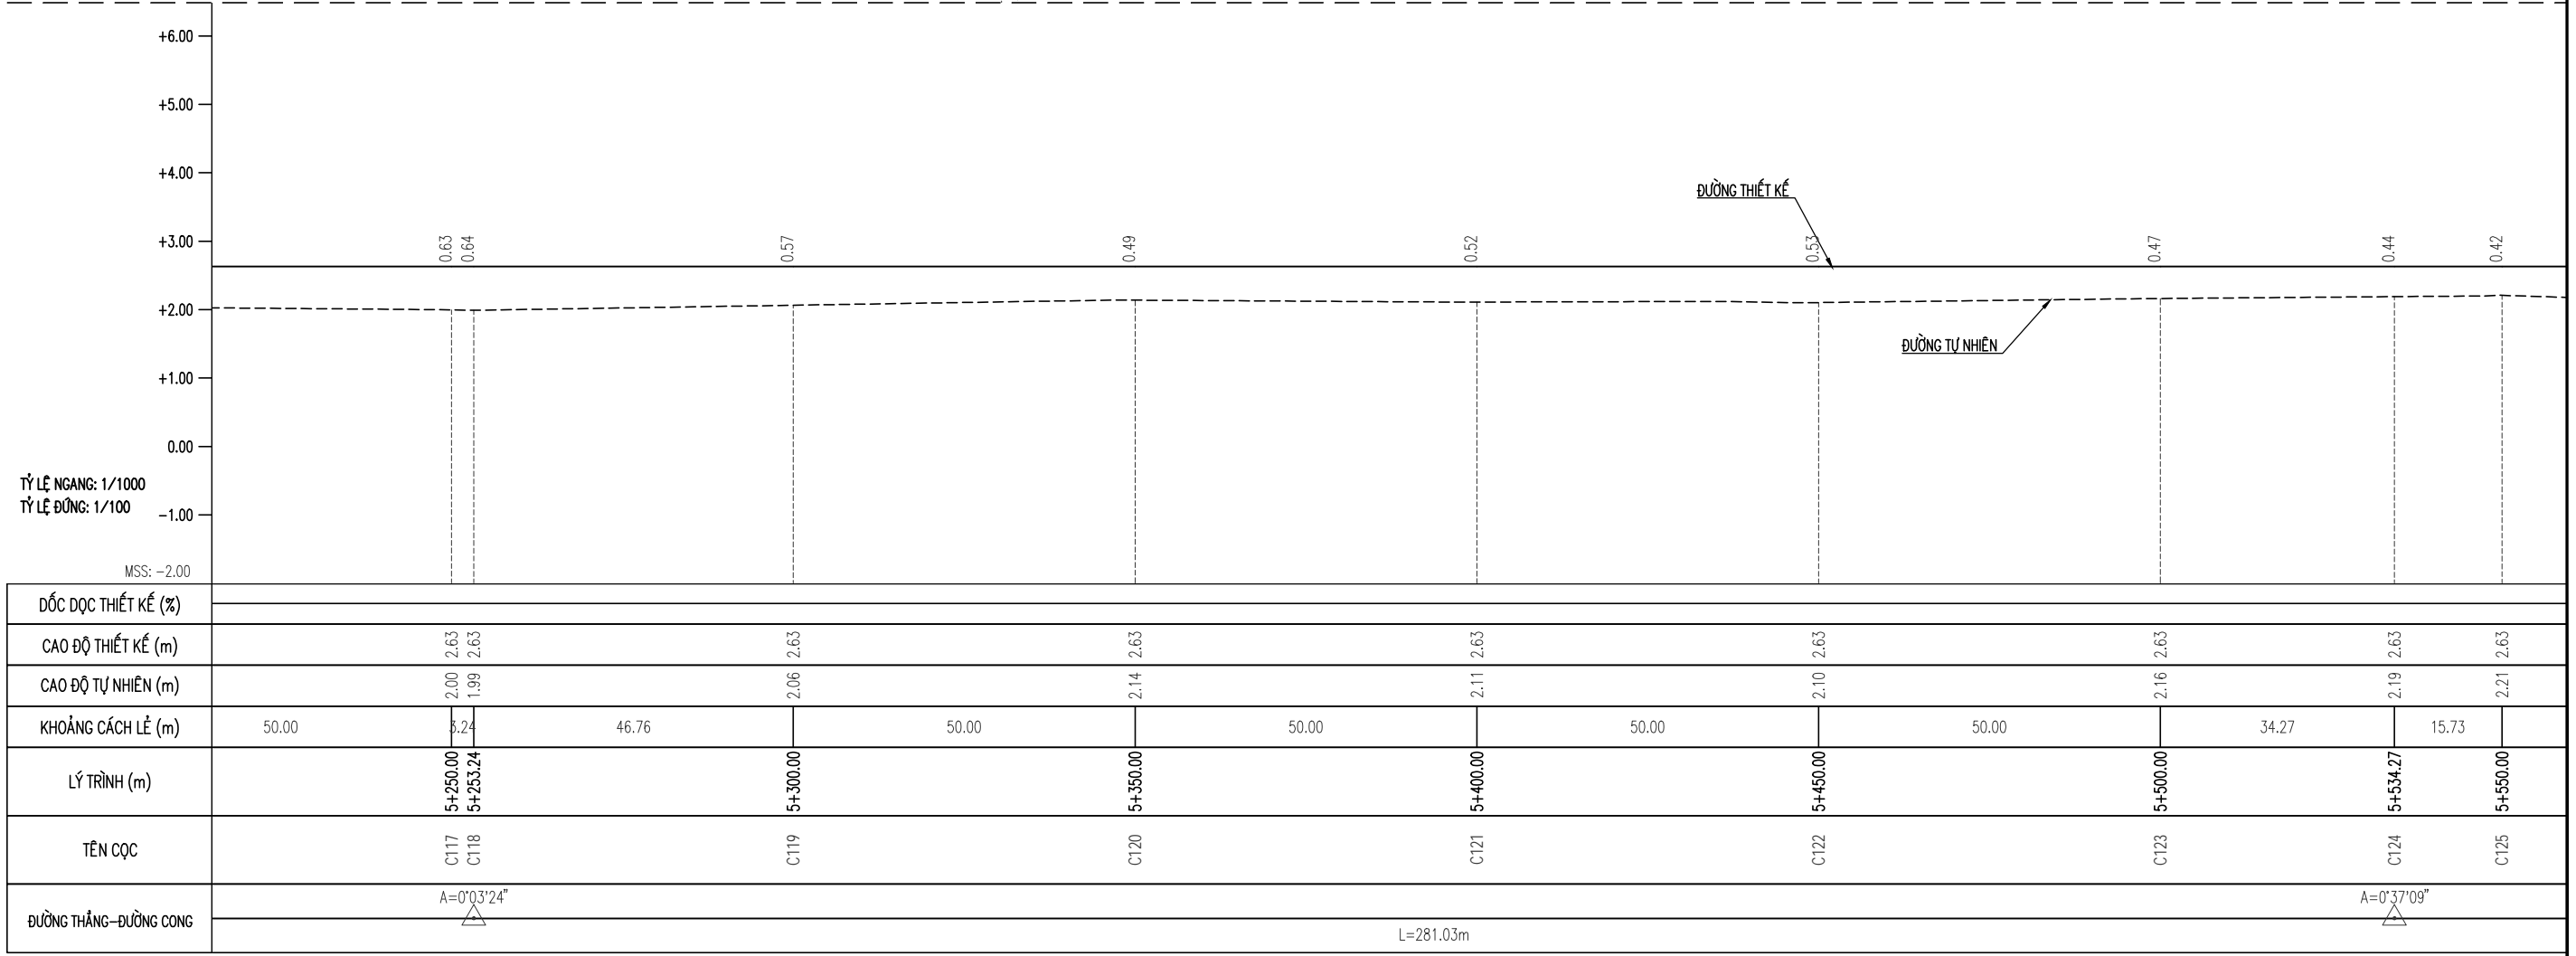 +6.00
+5.00
+4.00
ĐƯỜNG THIẾT KẾ
+3.00
0.63 0.64 0.57 0.49 0.52 0.53 0.47 0.44 0.42
+2.00
ĐƯỜNG TỰ NHIÊN
+1.00
0.00
TỶ LỆ NGANG: 1/1000
TỶ LỆ ĐỨNG: 1/100
-1.00
MSS: -2.00
DỐC DỌC THIẾT KẾ (%)
CAO ĐỘ THIẾT KẾ (m) 2.63 2.63 2.63 2.63 2.63 2.63 2.63 2.63 2.63
CAO ĐỘ TỰ NHIÊN (m) 2.00 1.99 2.06 2.14 2.11 2.10 2.16 2.19 2.21
KHOẢNG CÁCH LẺ (m) 50.00 3.24 46.76 50.00 50.00 50.00 50.00 34.27 15.73
LÝ TRÌNH (m) 5+250.00 5+253.24 5+300.00 5+350.00 5+400.00 5+450.00 5+500.00 5+534.27 5+550.00
TÊN CỌC C117 C118 C119 C120 C121 C122 C123 C124 C125
A=0°03'24" A=0°37'09"
ĐƯỜNG THẲNG-ĐƯỜNG CONG
L=281.03m